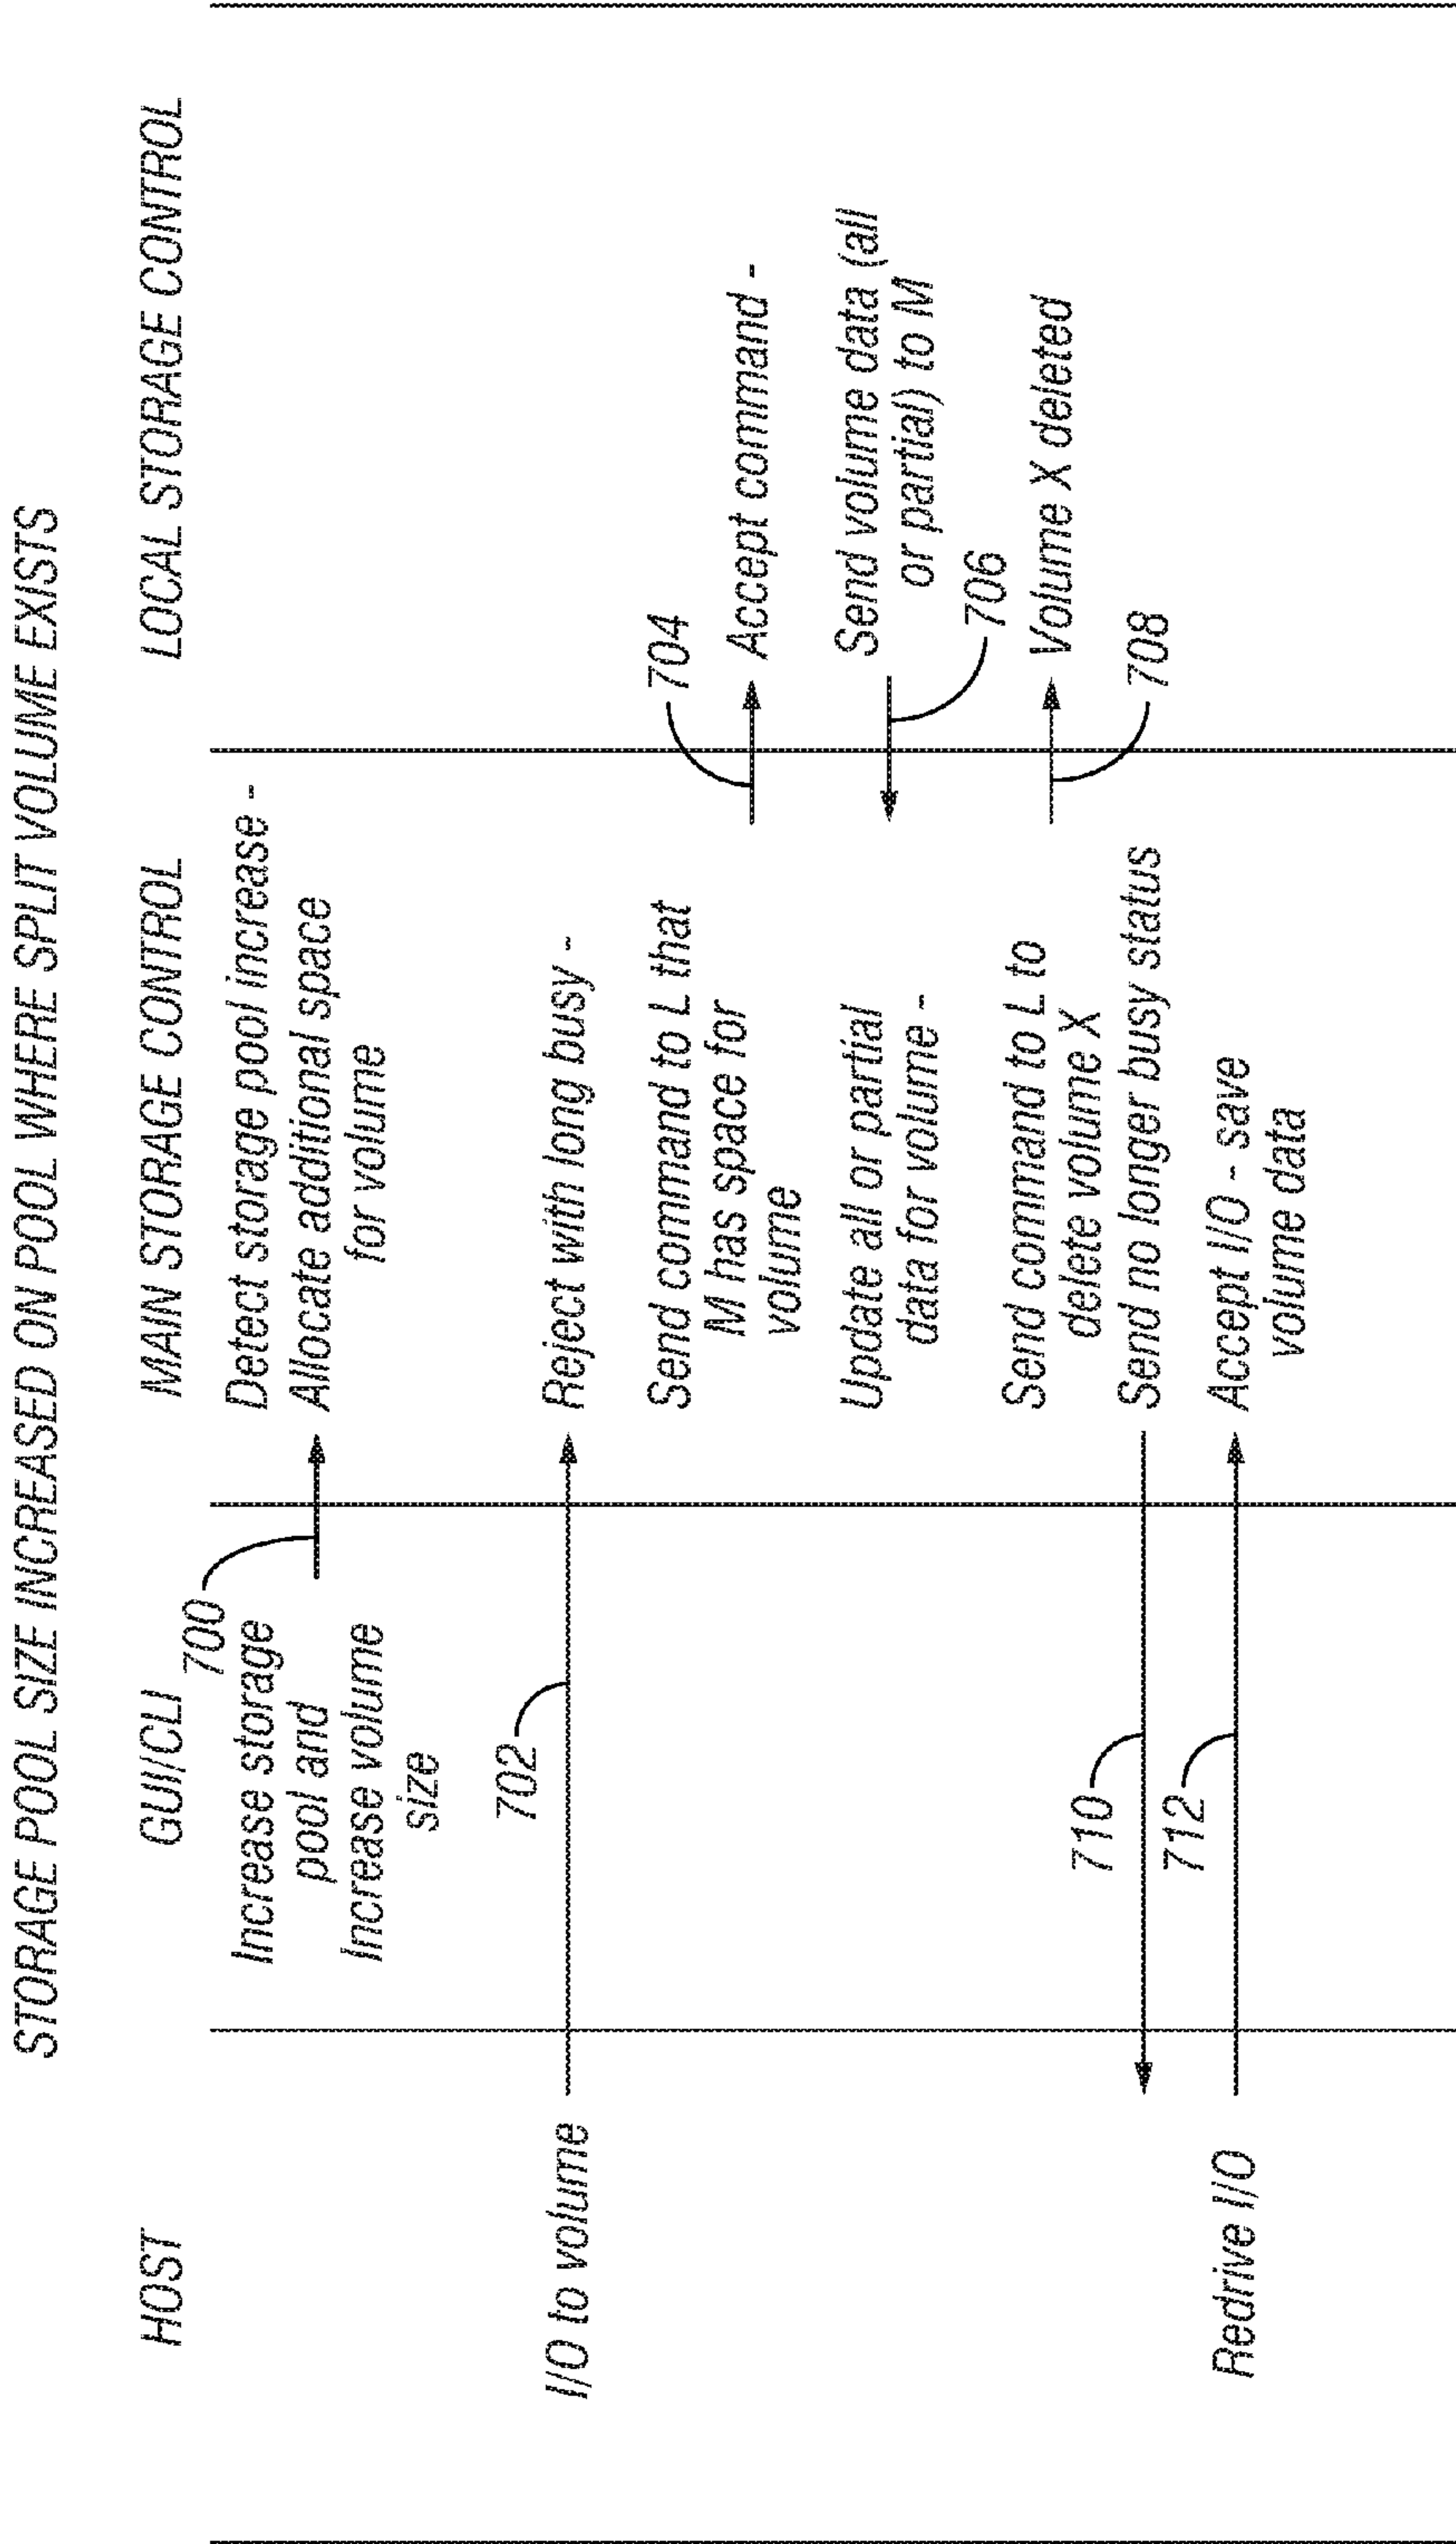 STORAGE POOL SIZE INCREASED ON POOL WHERE SPLIT VOLUME EXISTS
HOST
GUI/CLI
MAIN STORAGE CONTROL
LOCAL STORAGE CONTROL
700
Increase storage
pool and
Increase volume
size
Detect storage pool increase -
Allocate additional space
for volume
I/O to volume
702
Reject with long busy -
Send command to L that
M has space for
volume
704
Accept command -
Update all or partial
data for volume -
Send volume data (all
or partial) to M
706
Send command to L to
delete volume X
Volume X deleted
708
Send no longer busy status
710
Redrive I/O
712
Accept I/O - save
volume data